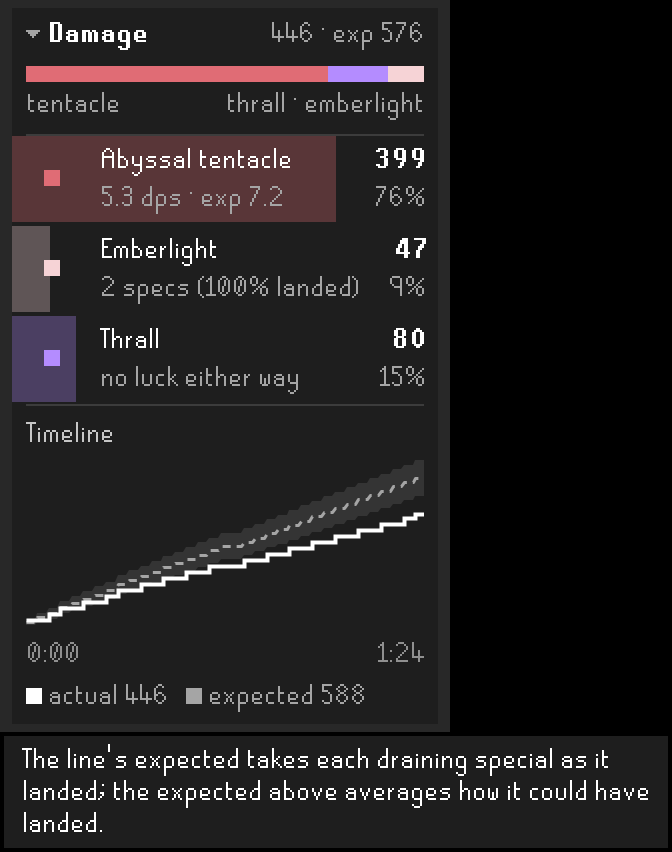 Damage 446 · exp 576
tentacle thrall · emberlight
Abyssal tentacle 399
5.3 dps · exp 7.2 76%
Emberlight 47
2 specs (100% landed) 9%
Thrall 80
no luck either way 15%
Timeline
0:00 1:24
actual 446 expected 588
The line's expected takes each draining special as it
landed; the expected above averages how it could have
landed.